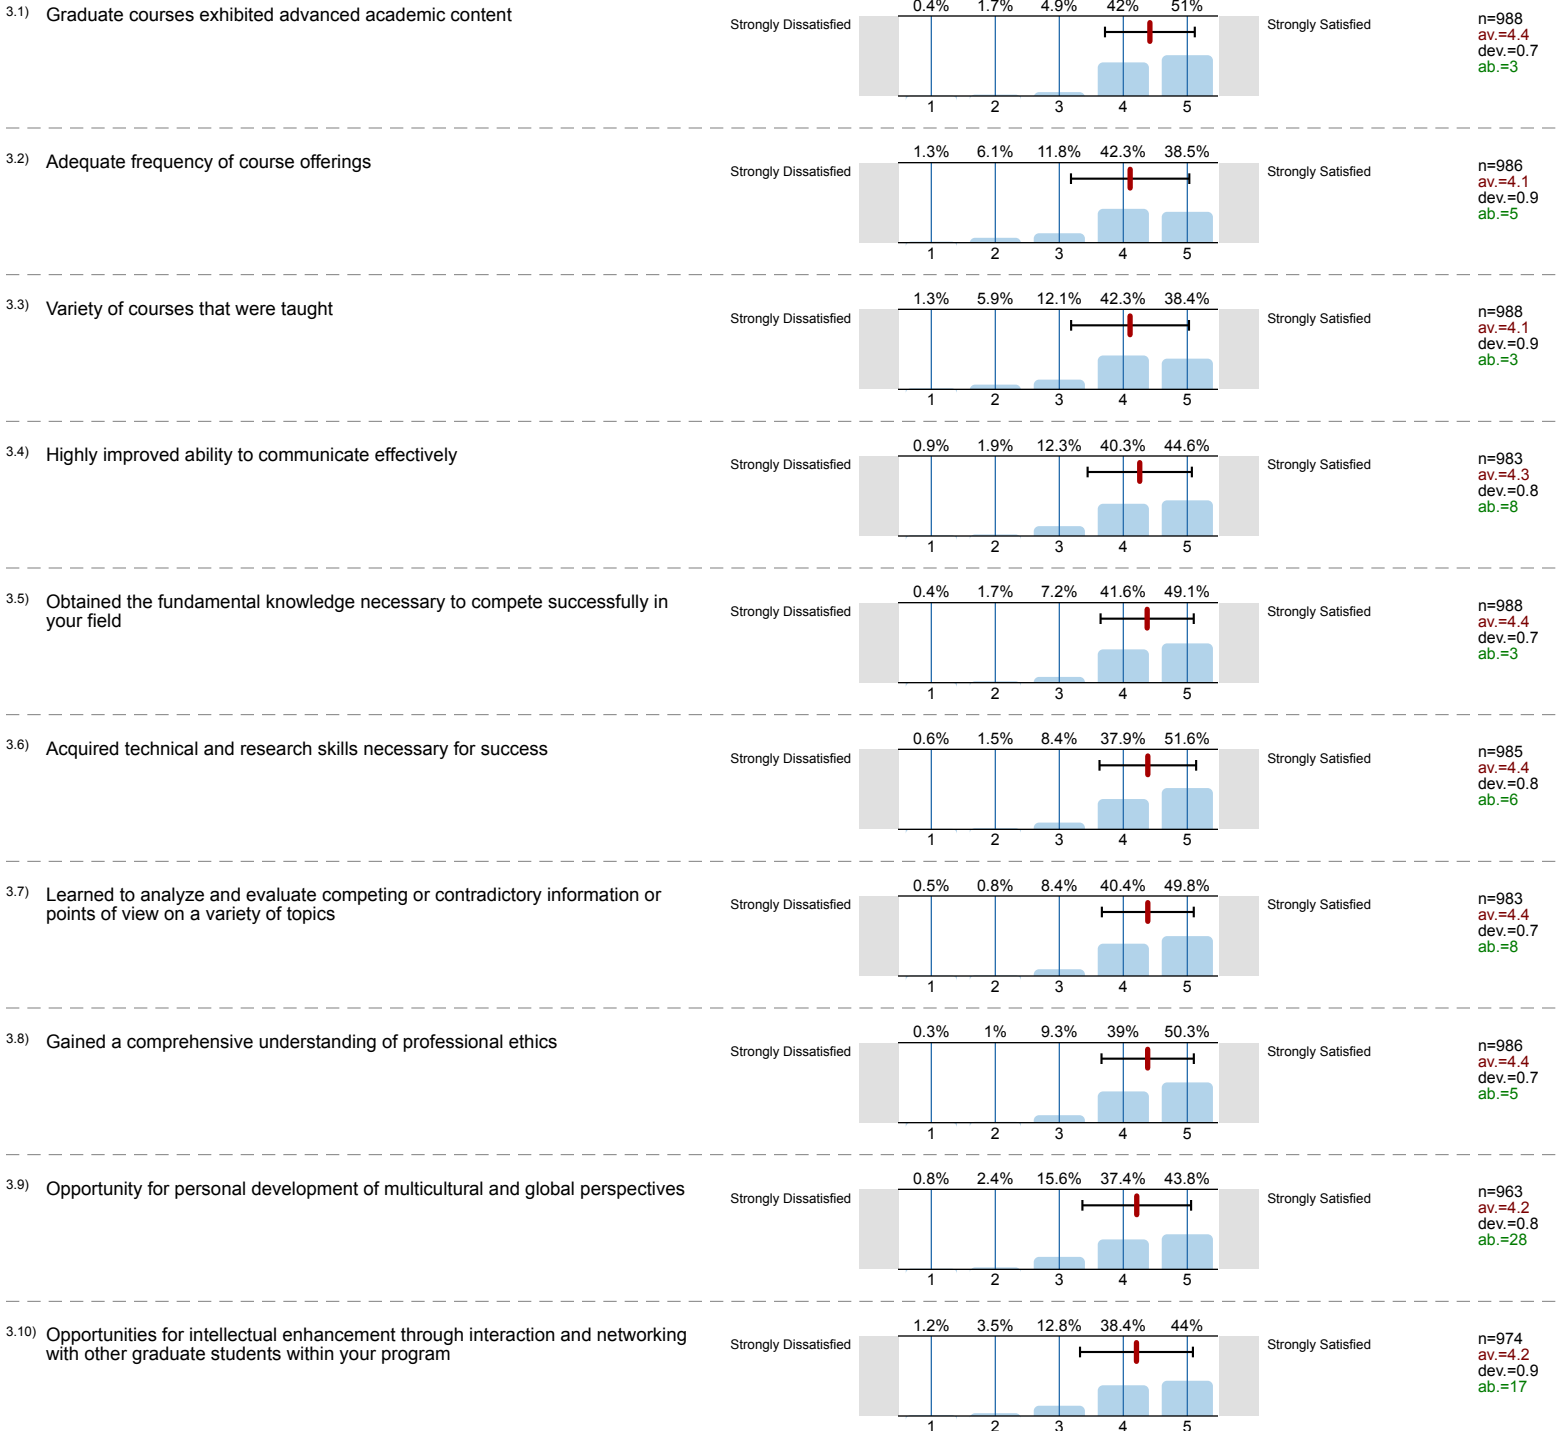 3.1) Graduate courses exhibited advanced academic content
0.4% 1.7% 4.9% 42% 51%
Strongly Dissatisfied Strongly Satisfied
n=988
av.=4.4
dev.=0.7
ab.=3
1 2 3 4 5
3.2) Adequate frequency of course offerings
1.3% 6.1% 11.8% 42.3% 38.5%
Strongly Dissatisfied Strongly Satisfied
n=986
av.=4.1
dev.=0.9
ab.=5
1 2 3 4 5
3.3) Variety of courses that were taught
1.3% 5.9% 12.1% 42.3% 38.4%
Strongly Dissatisfied Strongly Satisfied
n=988
av.=4.1
dev.=0.9
ab.=3
1 2 3 4 5
3.4) Highly improved ability to communicate effectively
0.9% 1.9% 12.3% 40.3% 44.6%
Strongly Dissatisfied Strongly Satisfied
n=983
av.=4.3
dev.=0.8
ab.=8
1 2 3 4 5
3.5) Obtained the fundamental knowledge necessary to compete successfully in
your field
0.4% 1.7% 7.2% 41.6% 49.1%
Strongly Dissatisfied Strongly Satisfied
n=988
av.=4.4
dev.=0.7
ab.=3
1 2 3 4 5
3.6) Acquired technical and research skills necessary for success
0.6% 1.5% 8.4% 37.9% 51.6%
Strongly Dissatisfied Strongly Satisfied
n=985
av.=4.4
dev.=0.8
ab.=6
1 2 3 4 5
3.7) Learned to analyze and evaluate competing or contradictory information or
points of view on a variety of topics
0.5% 0.8% 8.4% 40.4% 49.8%
Strongly Dissatisfied Strongly Satisfied
n=983
av.=4.4
dev.=0.7
ab.=8
1 2 3 4 5
3.8) Gained a comprehensive understanding of professional ethics
0.3% 1% 9.3% 39% 50.3%
Strongly Dissatisfied Strongly Satisfied
n=986
av.=4.4
dev.=0.7
ab.=5
1 2 3 4 5
3.9) Opportunity for personal development of multicultural and global perspectives
0.8% 2.4% 15.6% 37.4% 43.8%
Strongly Dissatisfied Strongly Satisfied
n=963
av.=4.2
dev.=0.8
ab.=28
1 2 3 4 5
3.10) Opportunities for intellectual enhancement through interaction and networking
with other graduate students within your program
1.2% 3.5% 12.8% 38.4% 44%
Strongly Dissatisfied Strongly Satisfied
n=974
av.=4.2
dev.=0.9
ab.=17
1 2 3 4 5